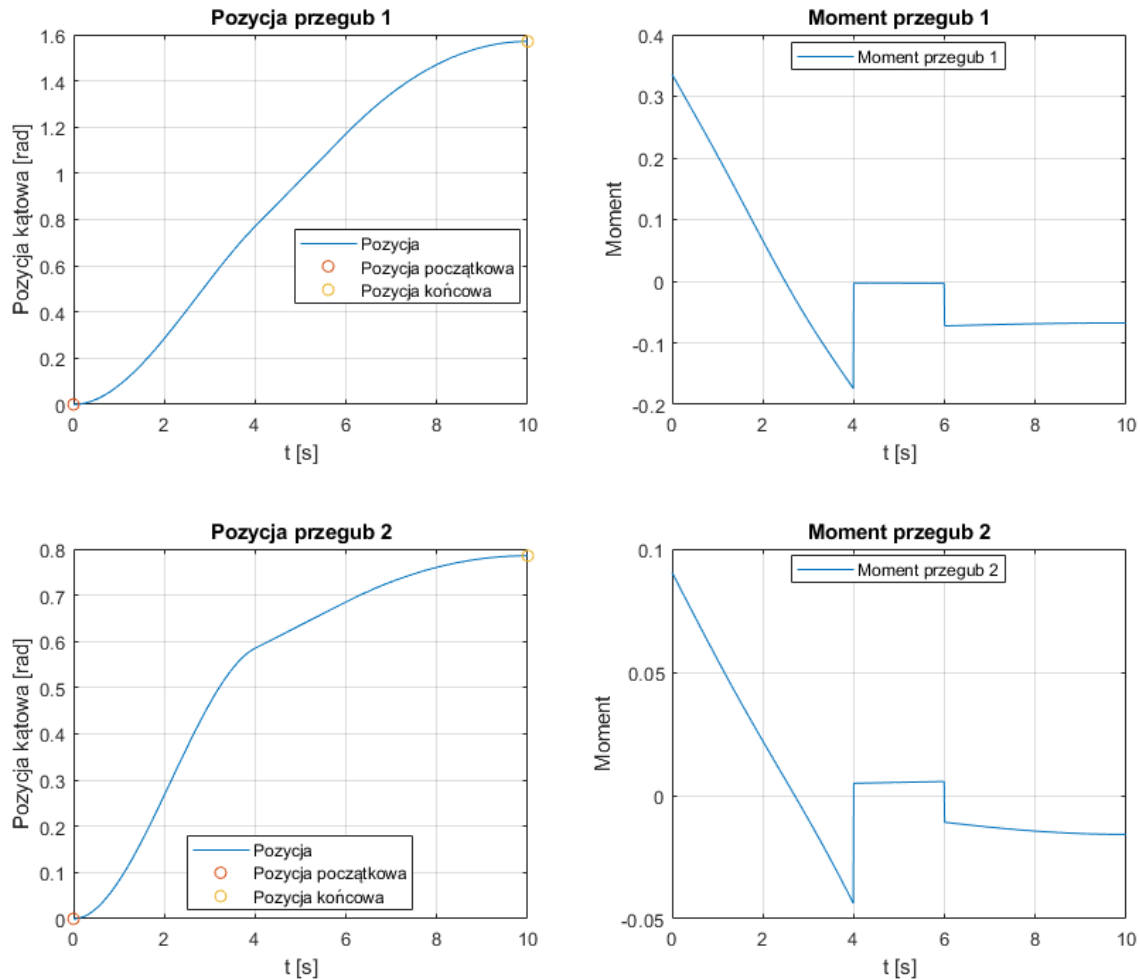 Pozycja przegub 1
1.6
1.4
1.2
1
0.8
0.6
0.4
0.2
0
Pozycja kątowa [rad]
Pozycja
Pozycja początkowa
Pozycja końcowa
0 2 4 6 8 10
t [s]
Moment przegub 1
0.4
0.3
0.2
0.1
0
-0.1
-0.2
Moment
Moment przegub 1
0 2 4 6 8 10
t [s]
Pozycja przegub 2
0.8
0.7
0.6
0.5
0.4
0.3
0.2
0.1
0
Pozycja kątowa [rad]
Pozycja
Pozycja początkowa
Pozycja końcowa
0 2 4 6 8 10
t [s]
Moment przegub 2
0.1
0.05
0
-0.05
Moment
Moment przegub 2
0 2 4 6 8 10
t [s]